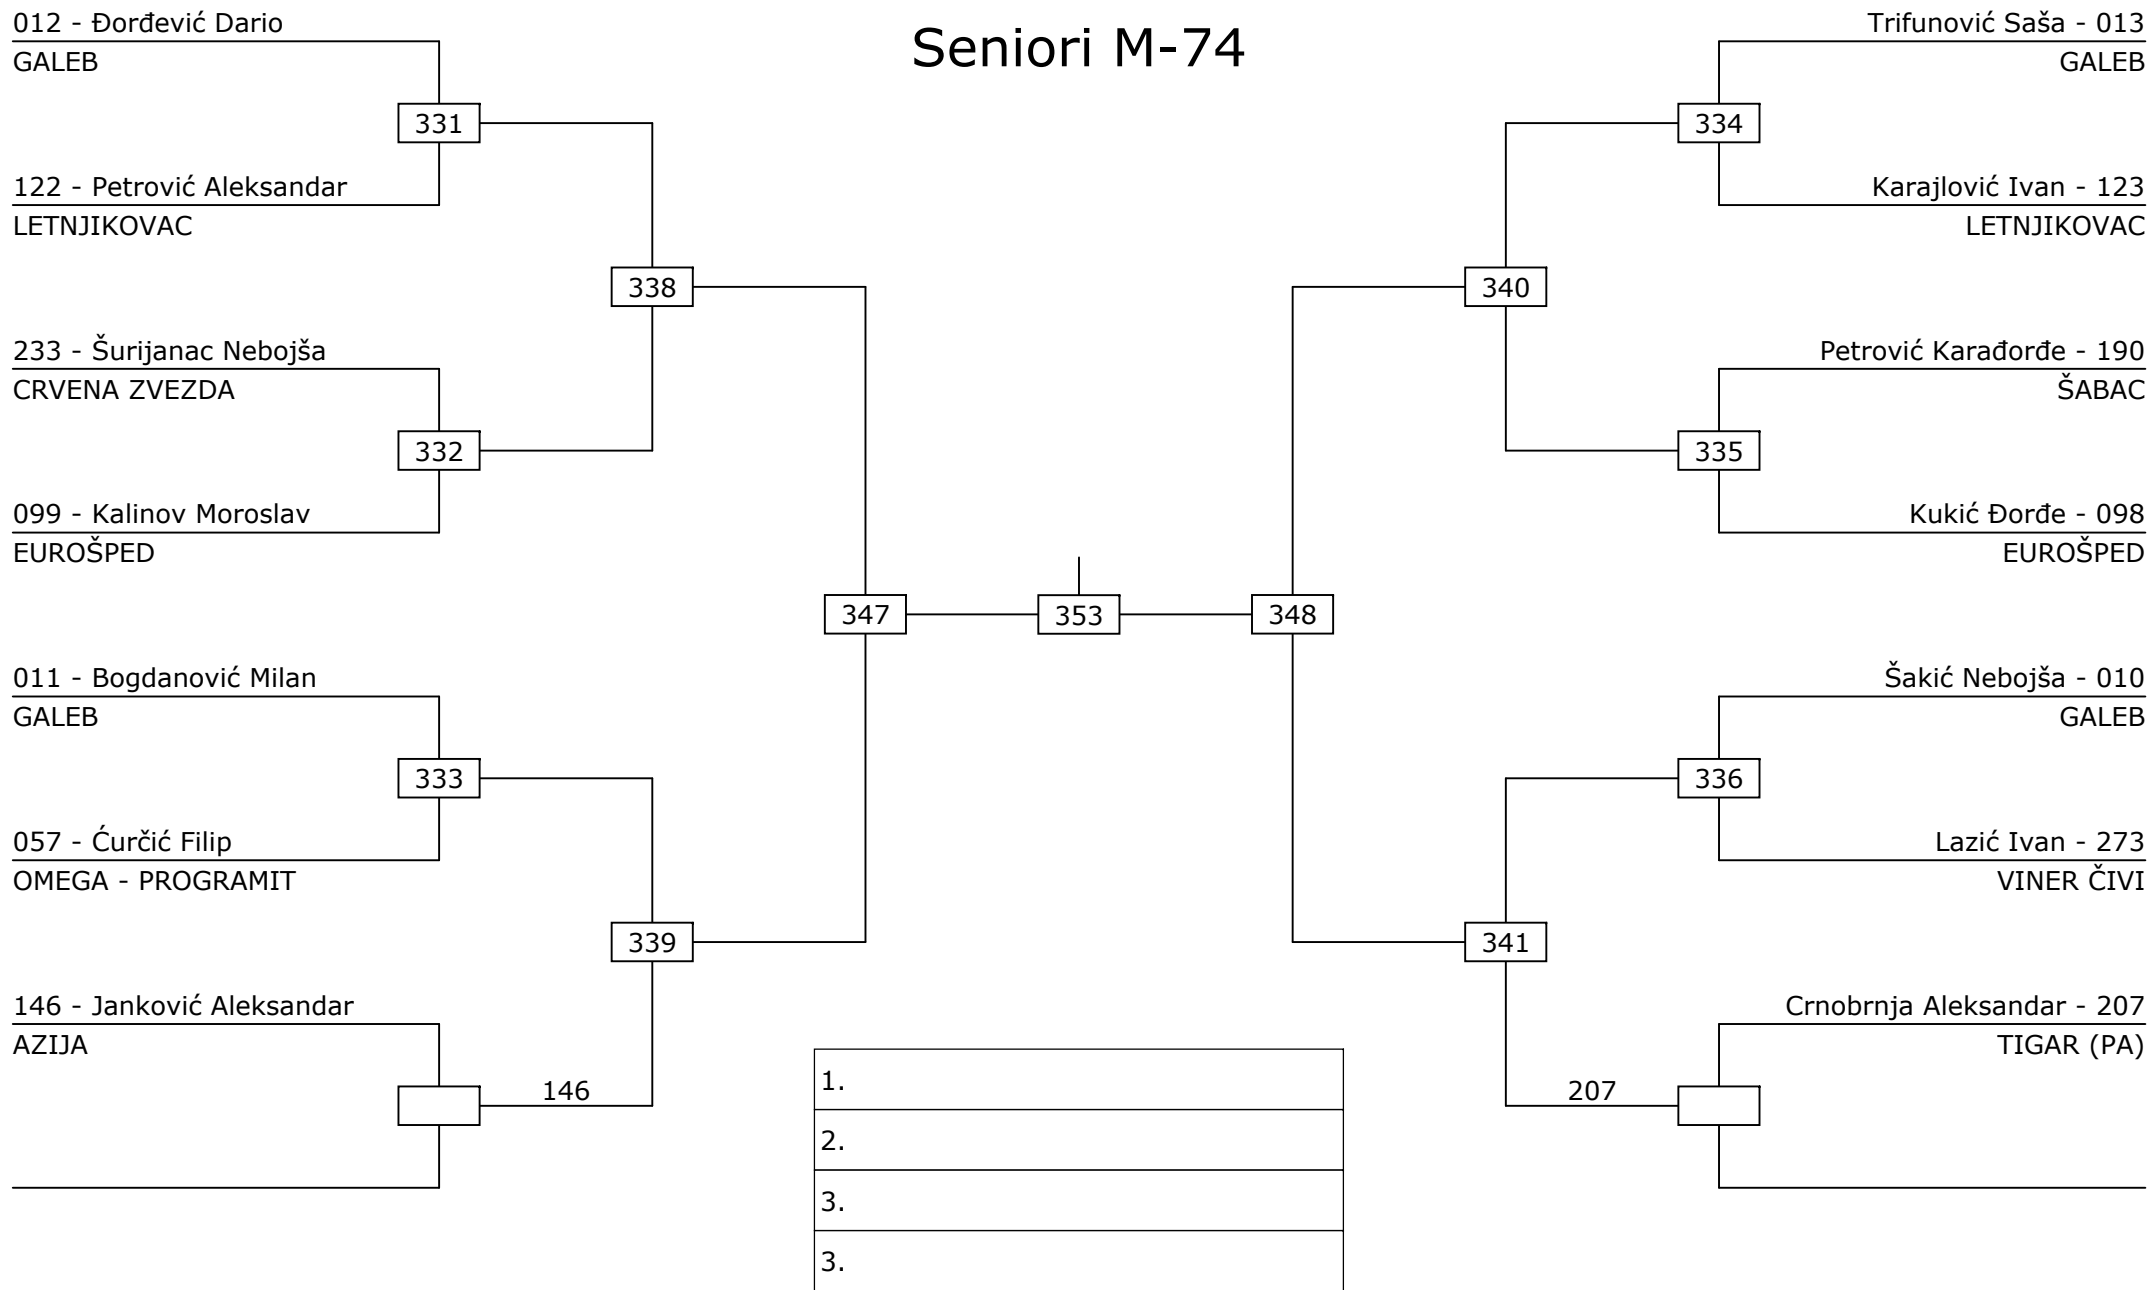 Seniori M-74
012 - Đorđević Dario
GALEB
331
122 - Petrović Aleksandar
LETNJIKOVAC
338
233 - Šurijanac Nebojša
CRVENA ZVEZDA
332
099 - Kalinov Moroslav
EUROŠPED
347
011 - Bogdanović Milan
GALEB
333
057 - Ćurčić Filip
OMEGA - PROGRAMIT
339
146 - Janković Aleksandar
AZIJA
146
353
Trifunović Saša - 013
GALEB
334
Karajlović Ivan - 123
LETNJIKOVAC
340
Petrović Karađorđe - 190
ŠABAC
335
Kukić Đorđe - 098
EUROŠPED
348
Šakić Nebojša - 010
GALEB
336
Lazić Ivan - 273
VINER ČIVI
341
Crnobrnja Aleksandar - 207
TIGAR (PA)
207
1.
2.
3.
3.